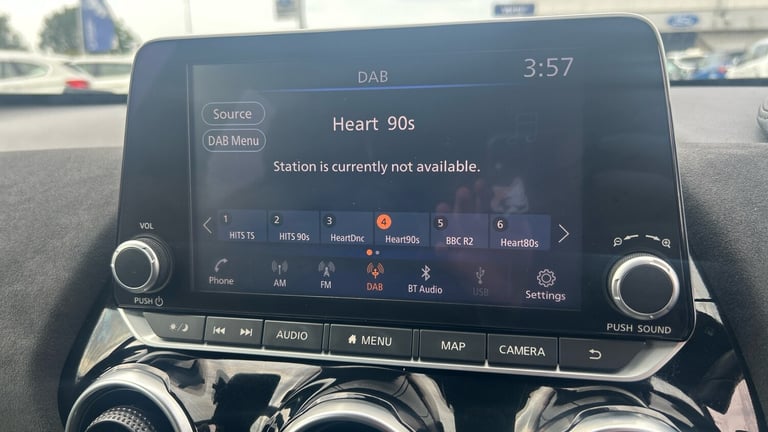 DAB
3:57
Source
Heart 90s
DAB Menu
Station is currently not available.
1 HITS TS
2 HITS 90s
3 HeartDnc
4 Heart90s
5 BBC R2
6 Heart80s
Phone
AM
FM
DAB
BT Audio
USB
Settings
VOL
PUSH
PUSH SOUND
AUDIO
MENU
MAP
CAMERA
Ford